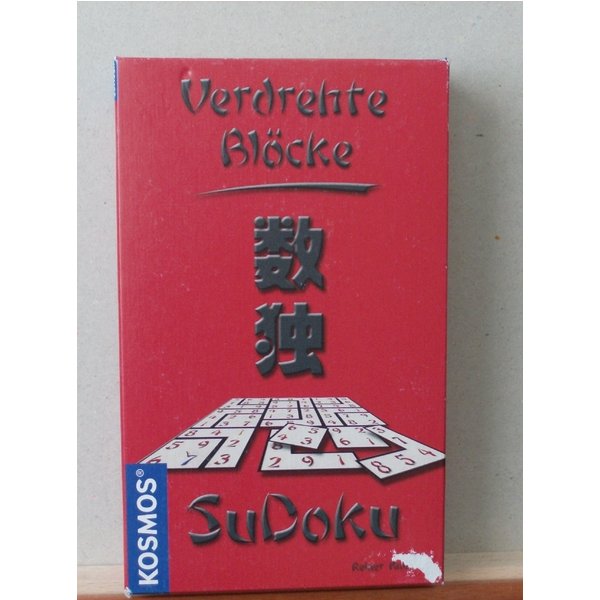 Verdrehte
Blöcke
数
独
SuDoku
KOSMOS®